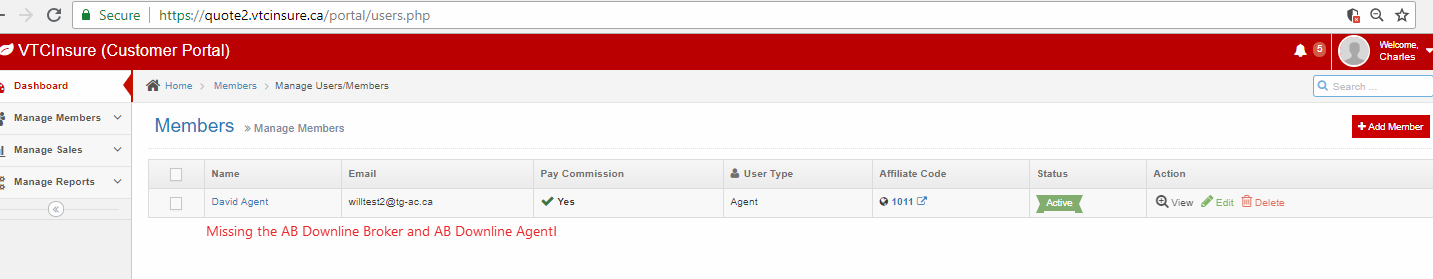 Secure https://quote2.vtcinsure.ca/portal/users.php
VTCInsure (Customer Portal)
5
Welcome,
Charles
Dashboard
Home > Members > Manage Users/Members
Search ...
Manage Members
Members » Manage Members
+ Add Member
Manage Sales
Manage Reports
Name Email Pay Commission User Type Affiliate Code Status Action
David Agent willtest2@tg-ac.ca Yes Agent 1011 Active View Edit Delete
Missing the AB Downline Broker and AB Downline Agentl